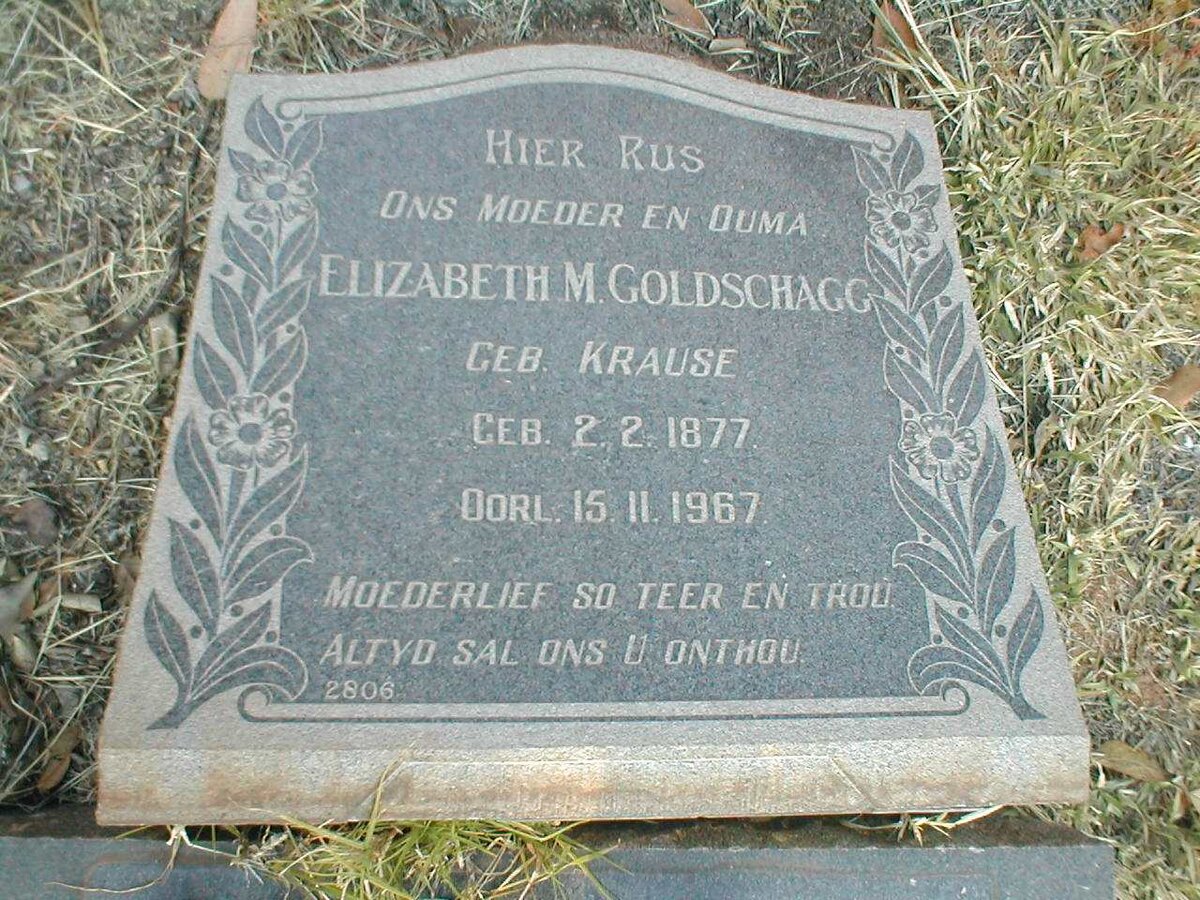 HIER RUS
ONS MOEDER EN OUMA
ELIZABETH M. GOLDSCHAGG
GEB. KRAUSE
GEB. 2. 2. 1877.
OORL. 15. 11. 1967.
MOEDERLIEF SO TEER EN TROU
ALTYD SAL ONS U ONTHOU.
2806.